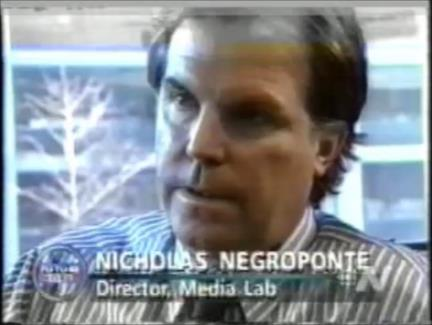 NICHOLAS NEGROPONTE
Director, Media Lab